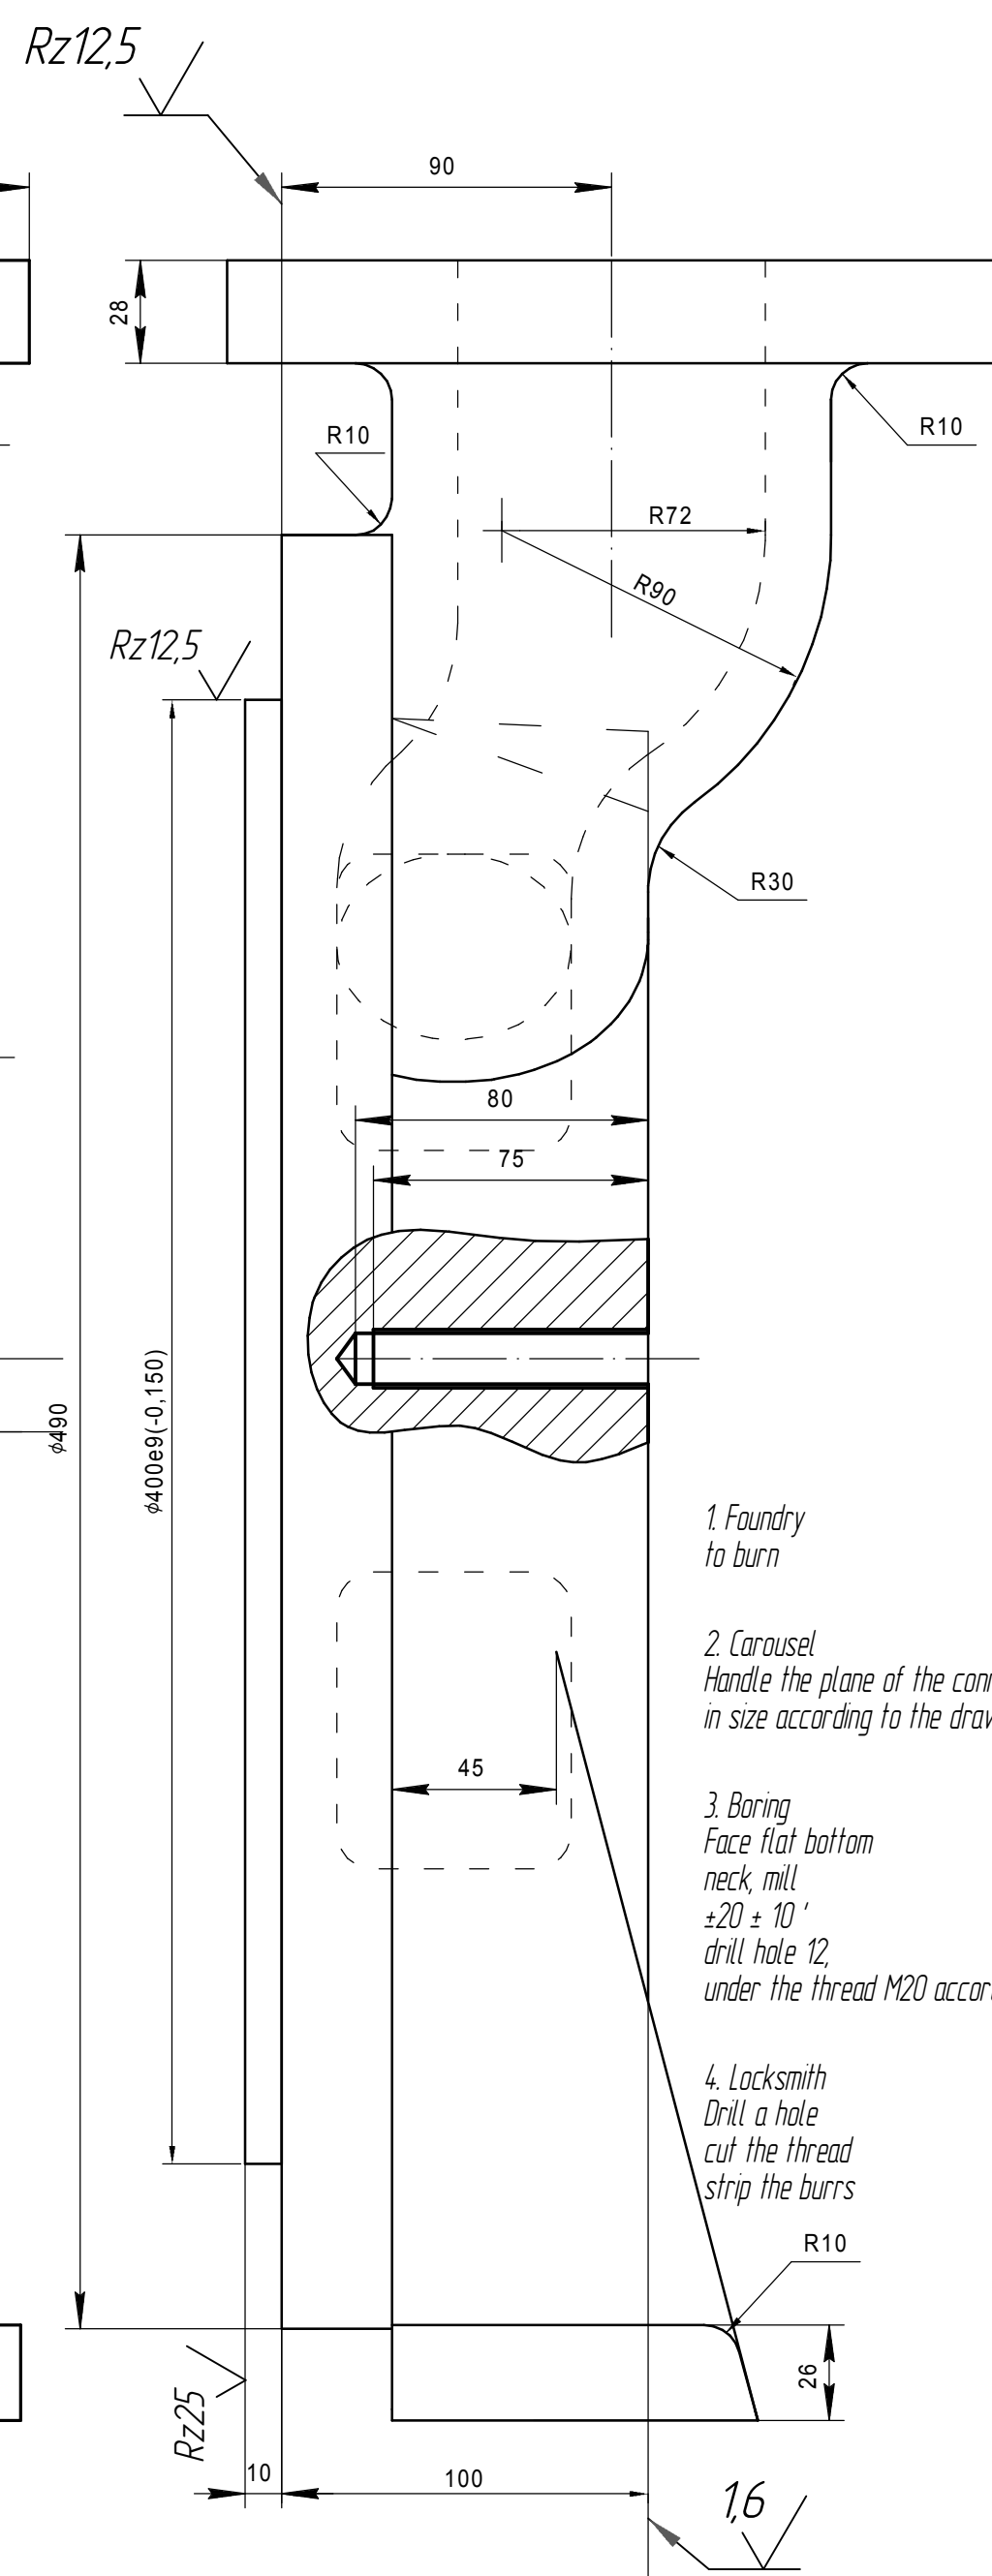 Rz12,5
90
28
R10
R10
R72
R90
Rz12,5
R30
80
75
ϕ490
ϕ400e9(-0,150)
1. Foundry
to burn
2. Carousel
Handle the plane of the
in size according to the
45
3. Boring
Face flat bottom
neck, mill
±20 ± 10 '
drill hole 12,
under the thread M20
4. Locksmith
Drill a hole
cut the thread
strip the burrs
R10
26
Rz25
10
100
1,6